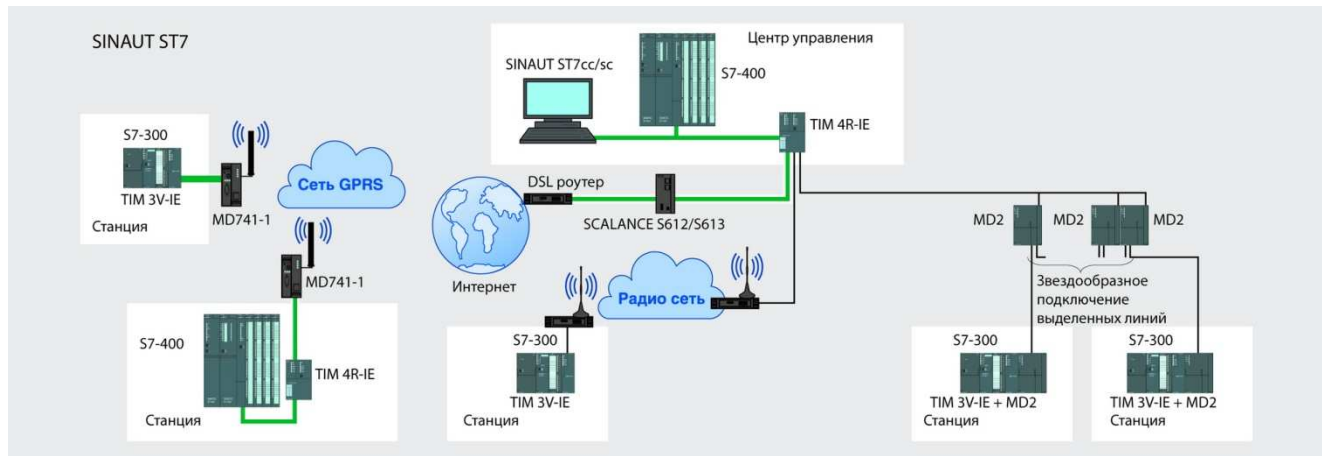 SINAUT ST7
Центр управления
SINAUT ST7cc/sc
S7-400
TIM 4R-IE
S7-300
TIM 3V-IE
MD741-1
Станция
Сеть GPRS
MD741-1
S7-400
TIM 4R-IE
Станция
DSL роутер
SCALANCE S612/S613
Интернет
Радио сеть
S7-300
TIM 3V-IE
Станция
MD2
MD2
MD2
Звездообразное
подключение
выделенных линий
S7-300
TIM 3V-IE + MD2
Станция
S7-300
TIM 3V-IE + MD2
Станция